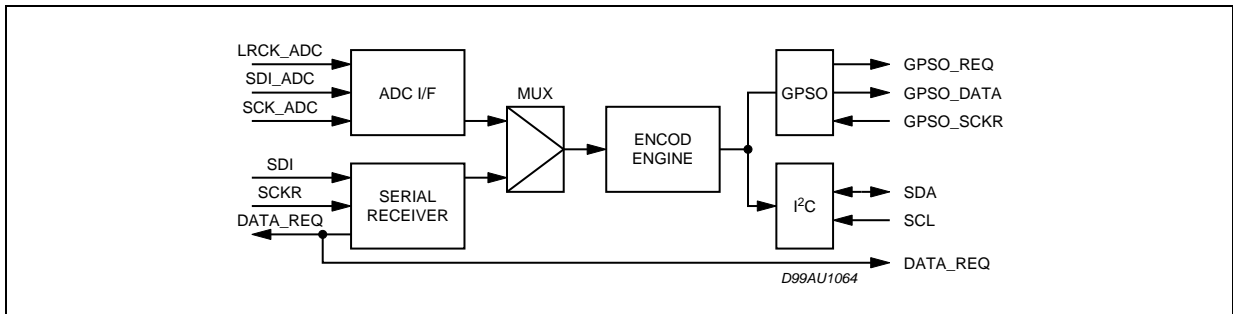 LRCK_ADC
SDI_ADC
SCK_ADC
ADC I/F
MUX
SDI
SCKR
DATA_REQ
SERIAL
RECEIVER
ENCOD
ENGINE
GPSO
GPSO_REQ
GPSO_DATA
GPSO_SCKR
I²C
SDA
SCL
DATA_REQ
D99AU1064